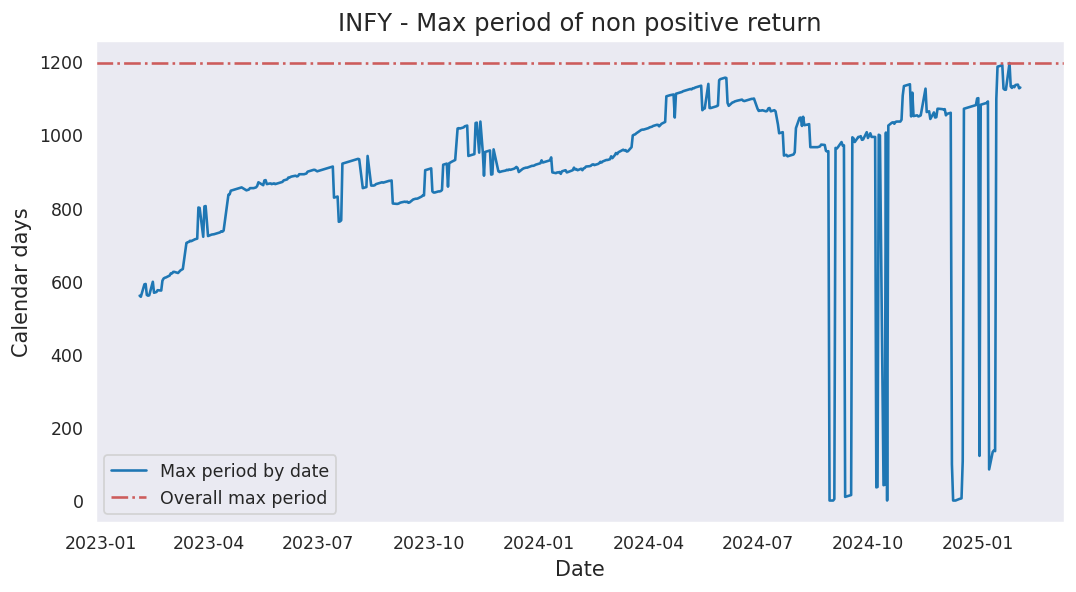 INFY - Max period of non positive return
Calendar days
1200
1000
800
600
400
200
0
Max period by date
Overall max period
2023-01 2023-04 2023-07 2023-10 2024-01 2024-04 2024-07 2024-10 2025-01
Date